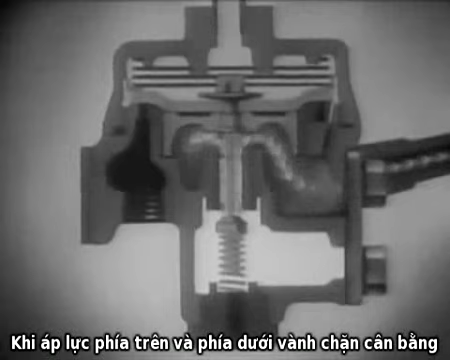 Khi áp lực phía trên và phía dưới vành chặn cân bằng